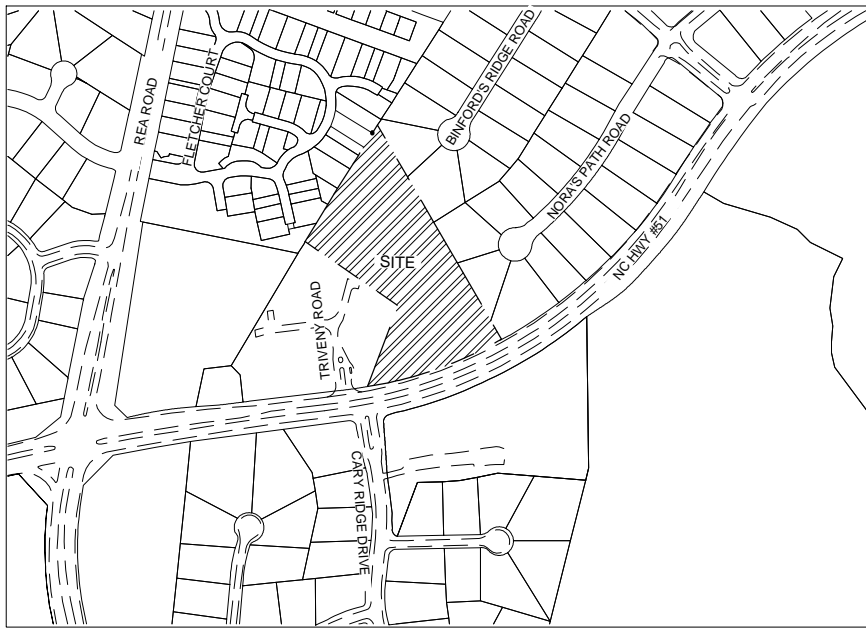 REA ROAD
FLETCHER COURT
BINFORD'S RIDGE ROAD
NORA'S PATH ROAD
NC HWY #51
SITE
TRIVENY ROAD
CARY RIDGE DRIVE